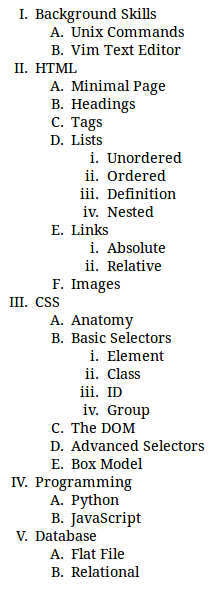 I. Background Skills
A. Unix Commands
B. Vim Text Editor
II. HTML
A. Minimal Page
B. Headings
C. Tags
D. Lists
i. Unordered
ii. Ordered
iii. Definition
iv. Nested
E. Links
i. Absolute
ii. Relative
F. Images
III. CSS
A. Anatomy
B. Basic Selectors
i. Element
ii. Class
iii. ID
iv. Group
C. The DOM
D. Advanced Selectors
E. Box Model
IV. Programming
A. Python
B. JavaScript
V. Database
A. Flat File
B. Relational